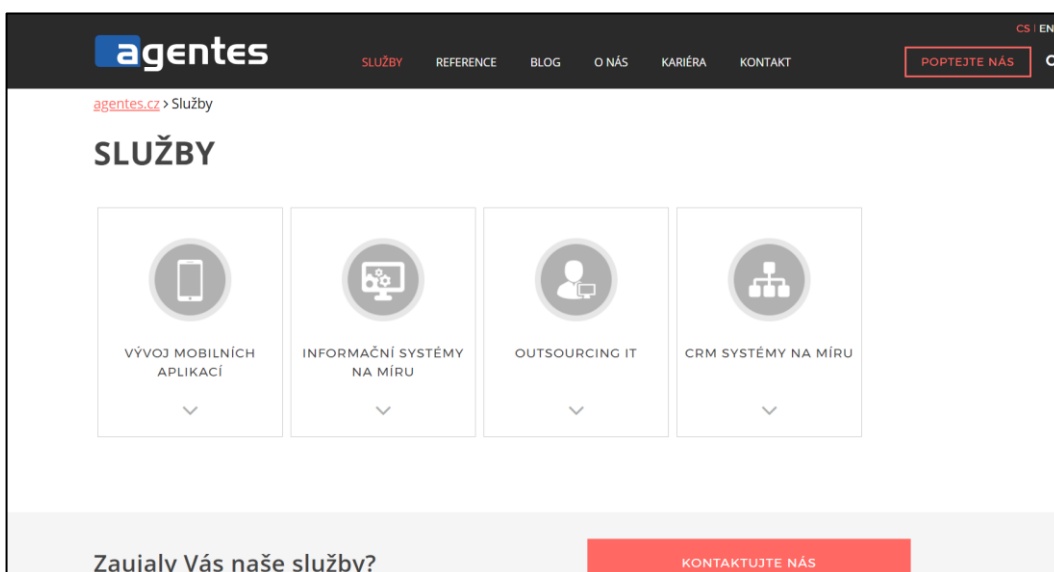 CS | EN
agentes
SLUŽBY REFERENCE BLOG O NÁS KARIÉRA KONTAKT
POPTEJTE NÁS
agentes.cz › Služby
SLUŽBY
VÝVOJ MOBILNÍCH
APLIKACÍ
INFORMAČNÍ SYSTÉMY
NA MÍRU
OUTSOURCING IT
CRM SYSTÉMY NA MÍRU
Zaujaly Vás naše služby?
KONTAKTUJTE NÁS